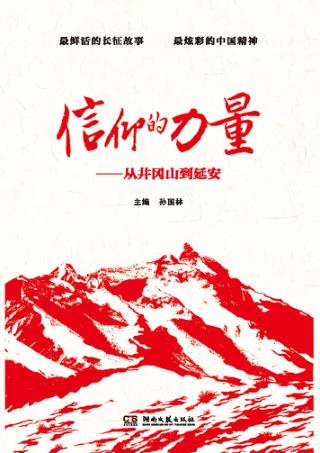 最鲜活的长征故事 最炫彩的中国精神
信仰的力量
——从井冈山到延安
主编 孙国林
湖南文艺出版社